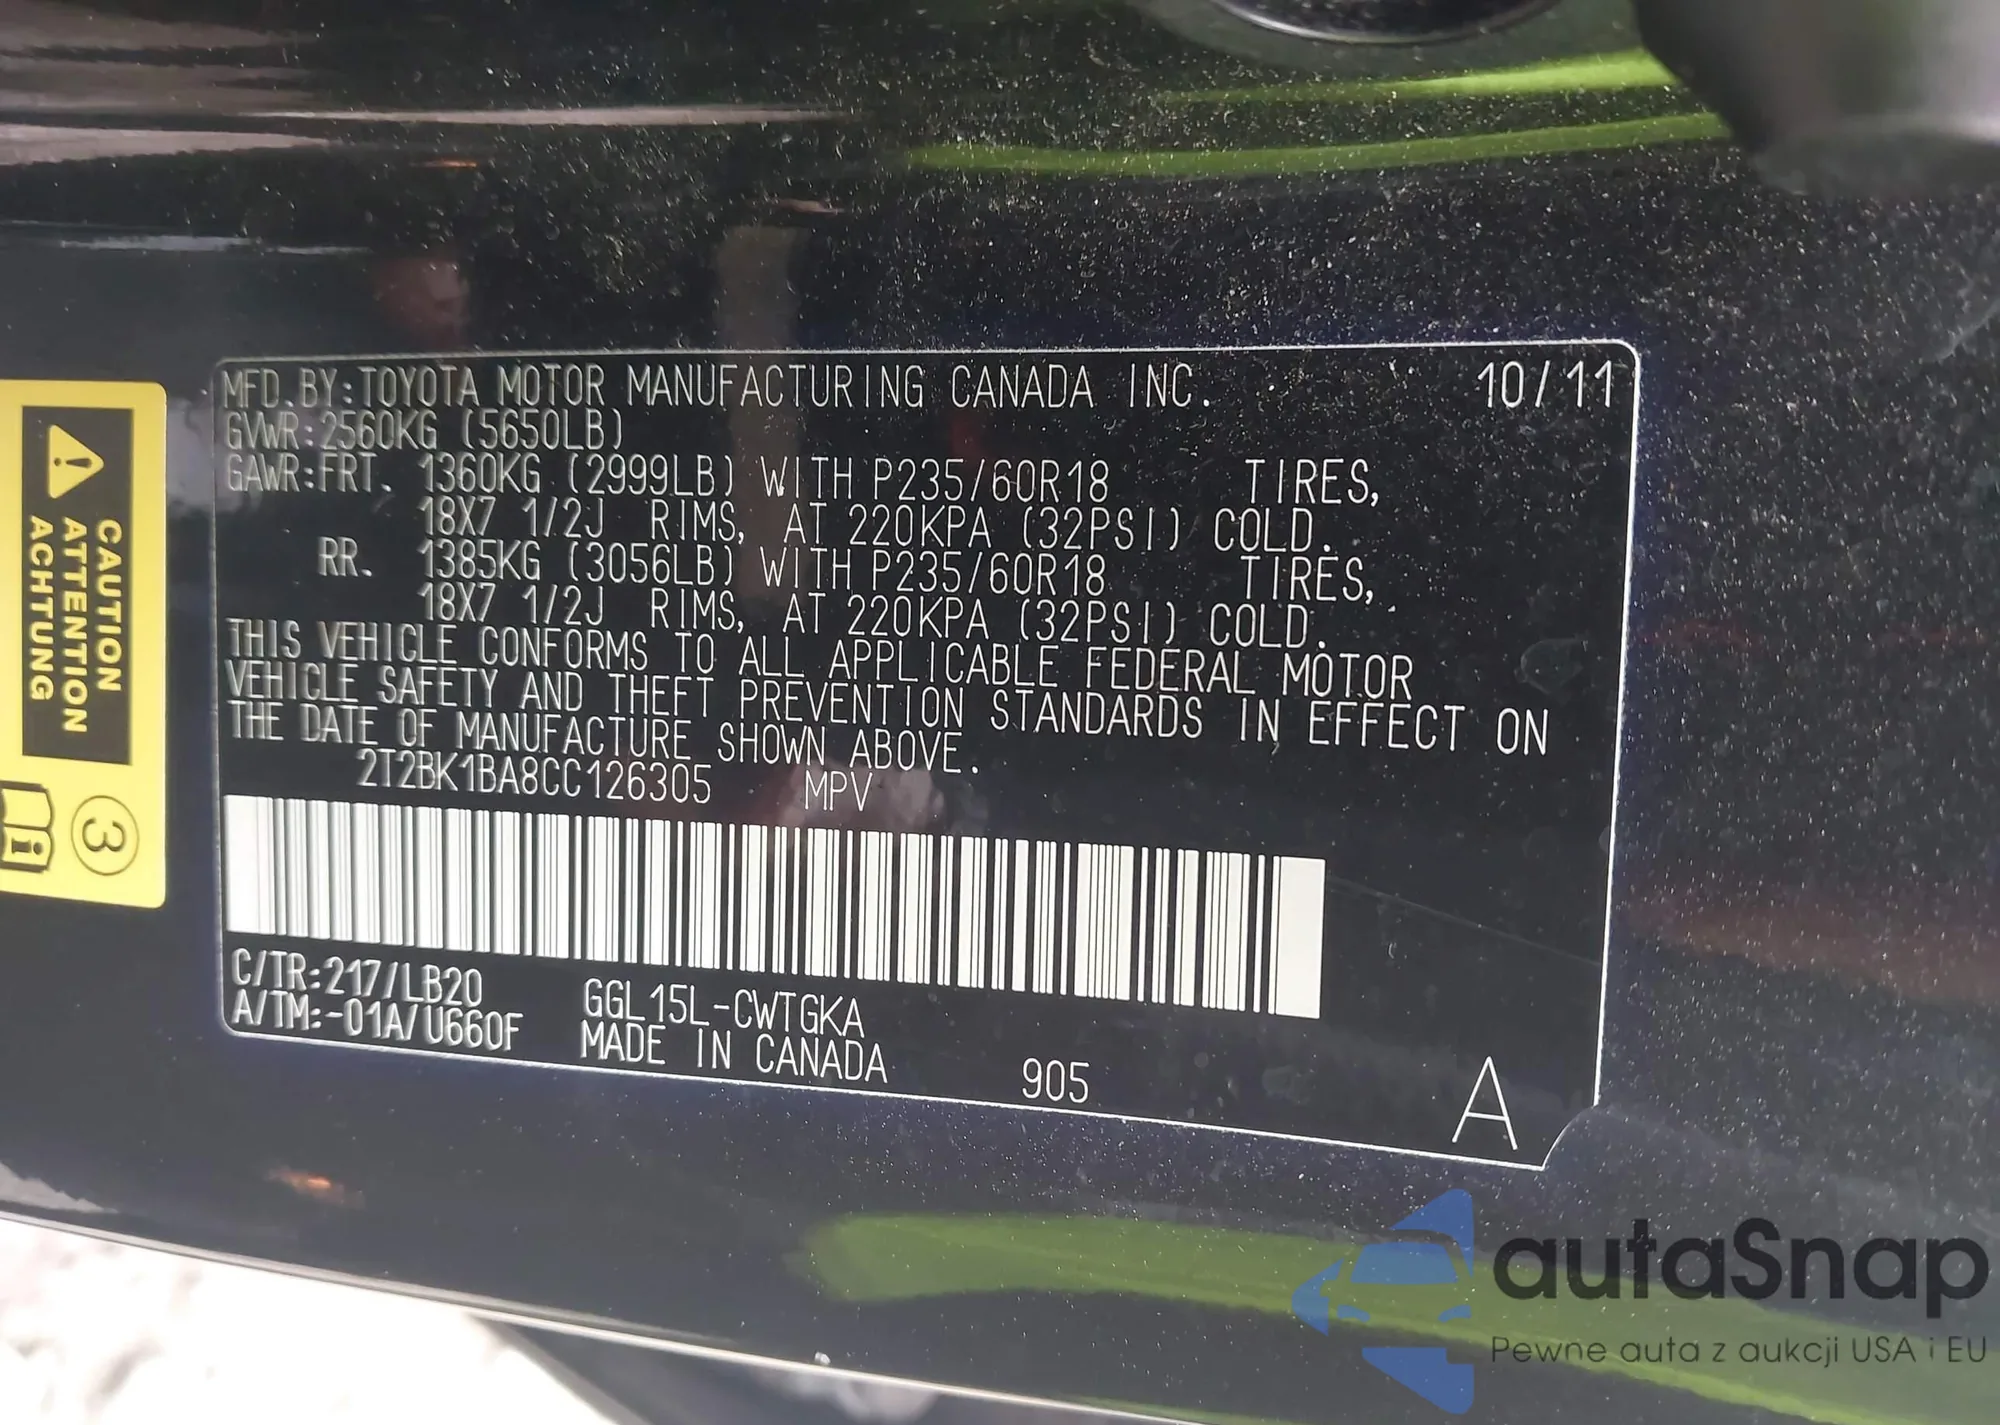 MFD. BY: TOYOTA MOTOR MANUFACTURING CANADA INC. 10/11
GVWR: 2560KG (5650LB)
GAWR: FRT. 1360KG (2999LB) WITH P235/60R18 TIRES,
18X7 1/2J RIMS, AT 220KPA (32PSI) COLD.
RR. 1385KG (3056LB) WITH P235/60R18 TIRES,
18X7 1/2J RIMS, AT 220KPA (32PSI) COLD.
THIS VEHICLE CONFORMS TO ALL APPLICABLE FEDERAL MOTOR
VEHICLE SAFETY AND THEFT PREVENTION STANDARDS IN EFFECT ON
THE DATE OF MANUFACTURE SHOWN ABOVE.
2T2BK1BA8CC126305 MPV
C/TR: 217/LB20 GGL15L-CWTGKA
A/TM: -01A/U660F MADE IN CANADA 905 A
CAUTION
ATTENTION
ACHTUNG
3
i
autaSnap
Pewne auta z aukcji USA i EU